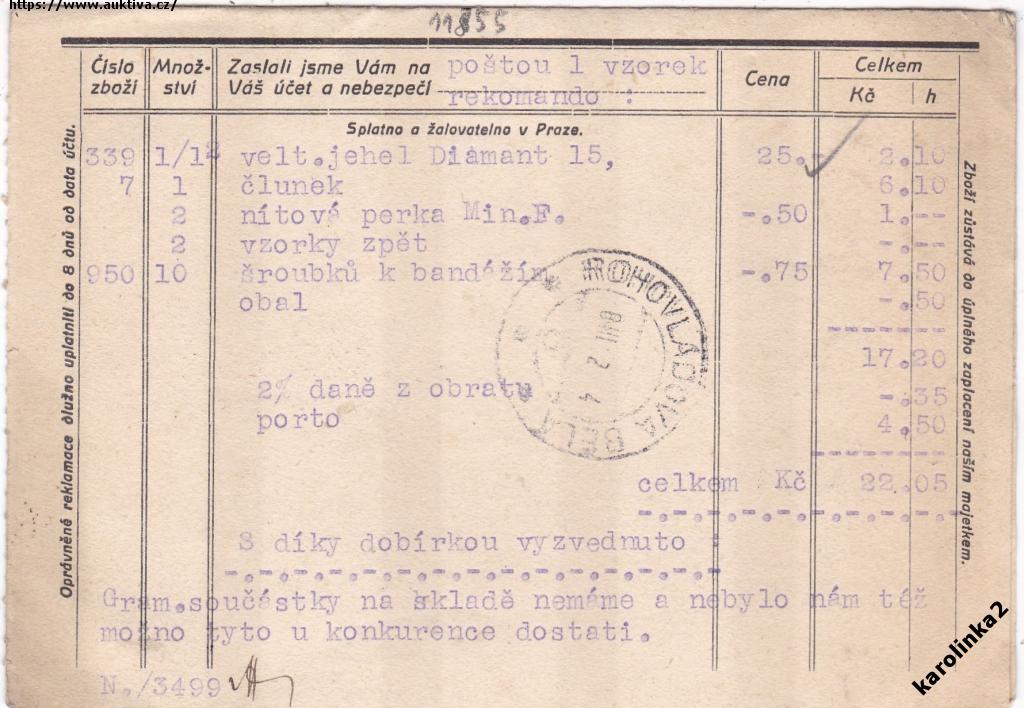 https://www.auktiva.cz/
11855
Číslo zboží Množ-ství Zaslali jsme Vám na Váš účet a nebezpečí poštou 1 vzorek rekomando : Cena Celkem Kč h
Splatno a žalovatelno v Praze.
339 1/12 velt.jehel Diamant 15, 25.- 2.10
7 1 člunek 6.10
2 nítová perka Min.F. -.50 1.--
2 vzorky zpět -.--
950 10 šroubků k bandážím -.75 7.50
obal -.50
17.20
2% daně z obratu -.35
porto 4.50
celkem Kč 22.05
S díky dobírkou vyzvednuto :
Gram.součástky na skladě nemáme a nebylo nám též
možno tyto u konkurence dostati.
N./3499
Oprávněné reklamace dlužno uplatniti do 8 dnů od data účtu.
Zboží zůstává do úplného zaplacení naším majetkem.
ROHOVLÁDOVA BĚLÁ
karolinka2